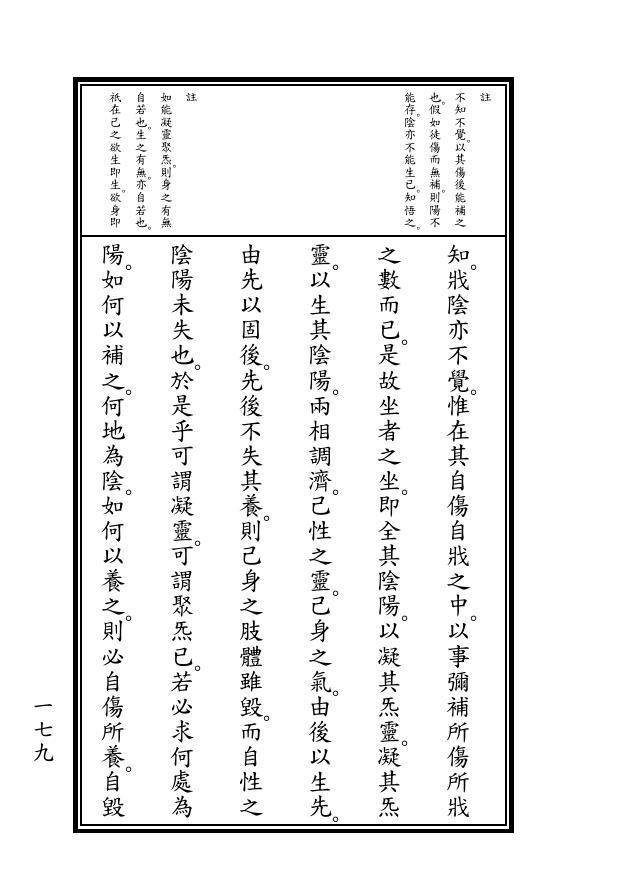 註
不知不覺。以其傷後能補之
也。假如徒傷而無補。則陽不
能存。陰亦不能生已。知悟之。
註
如能凝靈聚炁。則身之有無
自若也。生之有無。亦自若也。
祇在己之欲生即生。欲身即
知。戕陰亦不覺。惟在其自傷自戕之中。以事彌補所傷所戕
之數而已。是故坐者之坐。即全其陰陽。以凝其炁靈。凝其炁
靈。以生其陰陽。兩相調濟。己性之靈。己身之氣。由後以生先。
由先以固後。先後不失其養。則己身之肢體雖毀。而自性之
陰陽未失也。於是乎可謂凝靈。可謂聚炁已。若必求何處為
陽。如何以補之。何地為陰。如何以養之。則必自傷所養。自毀
一七九